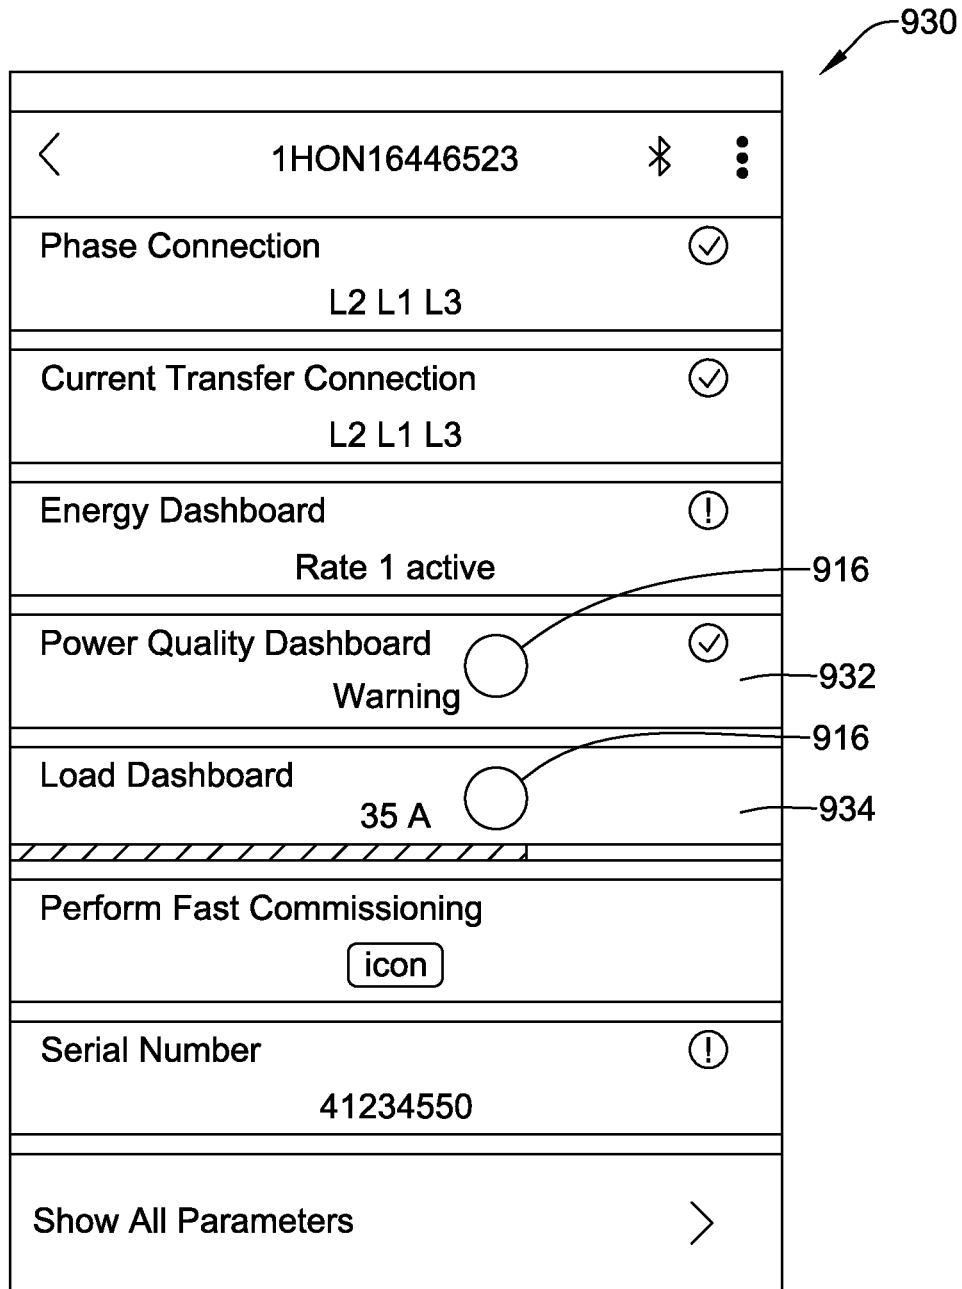 930
1HON16446523
Phase Connection
L2 L1 L3
Current Transfer Connection
L2 L1 L3
Energy Dashboard
Rate 1 active
916
Power Quality Dashboard
Warning
932
916
Load Dashboard
35 A
934
Perform Fast Commissioning
icon
Serial Number
41234550
Show All Parameters